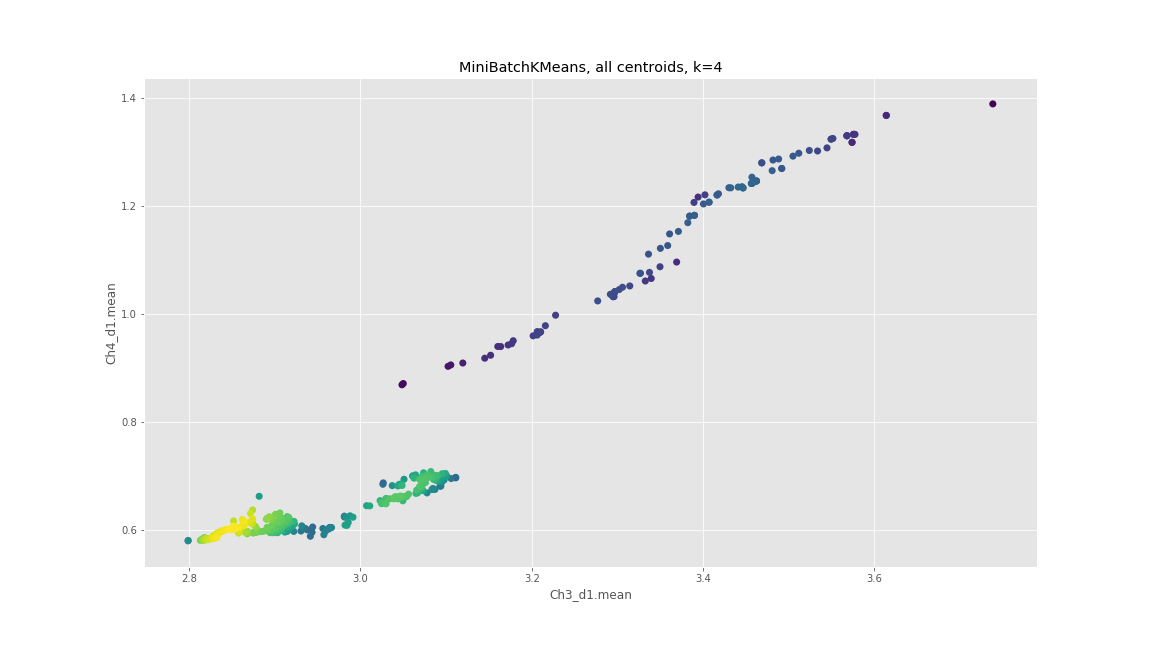 MiniBatchKMeans, all centroids, k=4
1.4
1.2
1.0
0.8
0.6
Ch4_d1.mean
2.8 3.0 3.2 3.4 3.6
Ch3_d1.mean